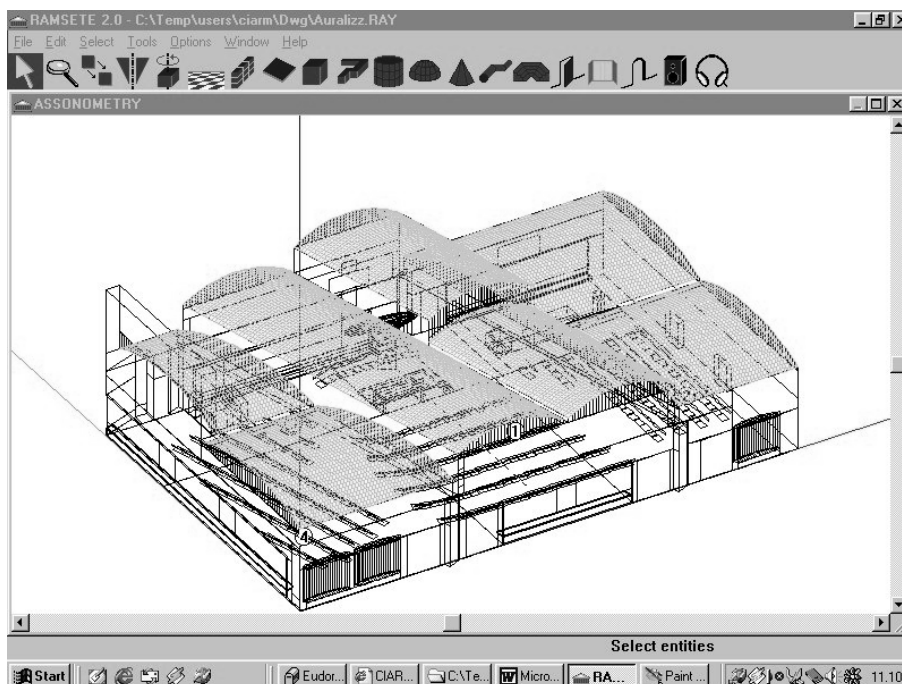 RAMSETE 2.0 - C:\Temp\users\ciarm\Dwg\Auralizz.RAY
File Edit Select Tools Options Window Help
ASSONOMETRY
1
4
Select entities
Start Eudor... CIAR... C:\Te... Micro... RA... Paint ... 11.10